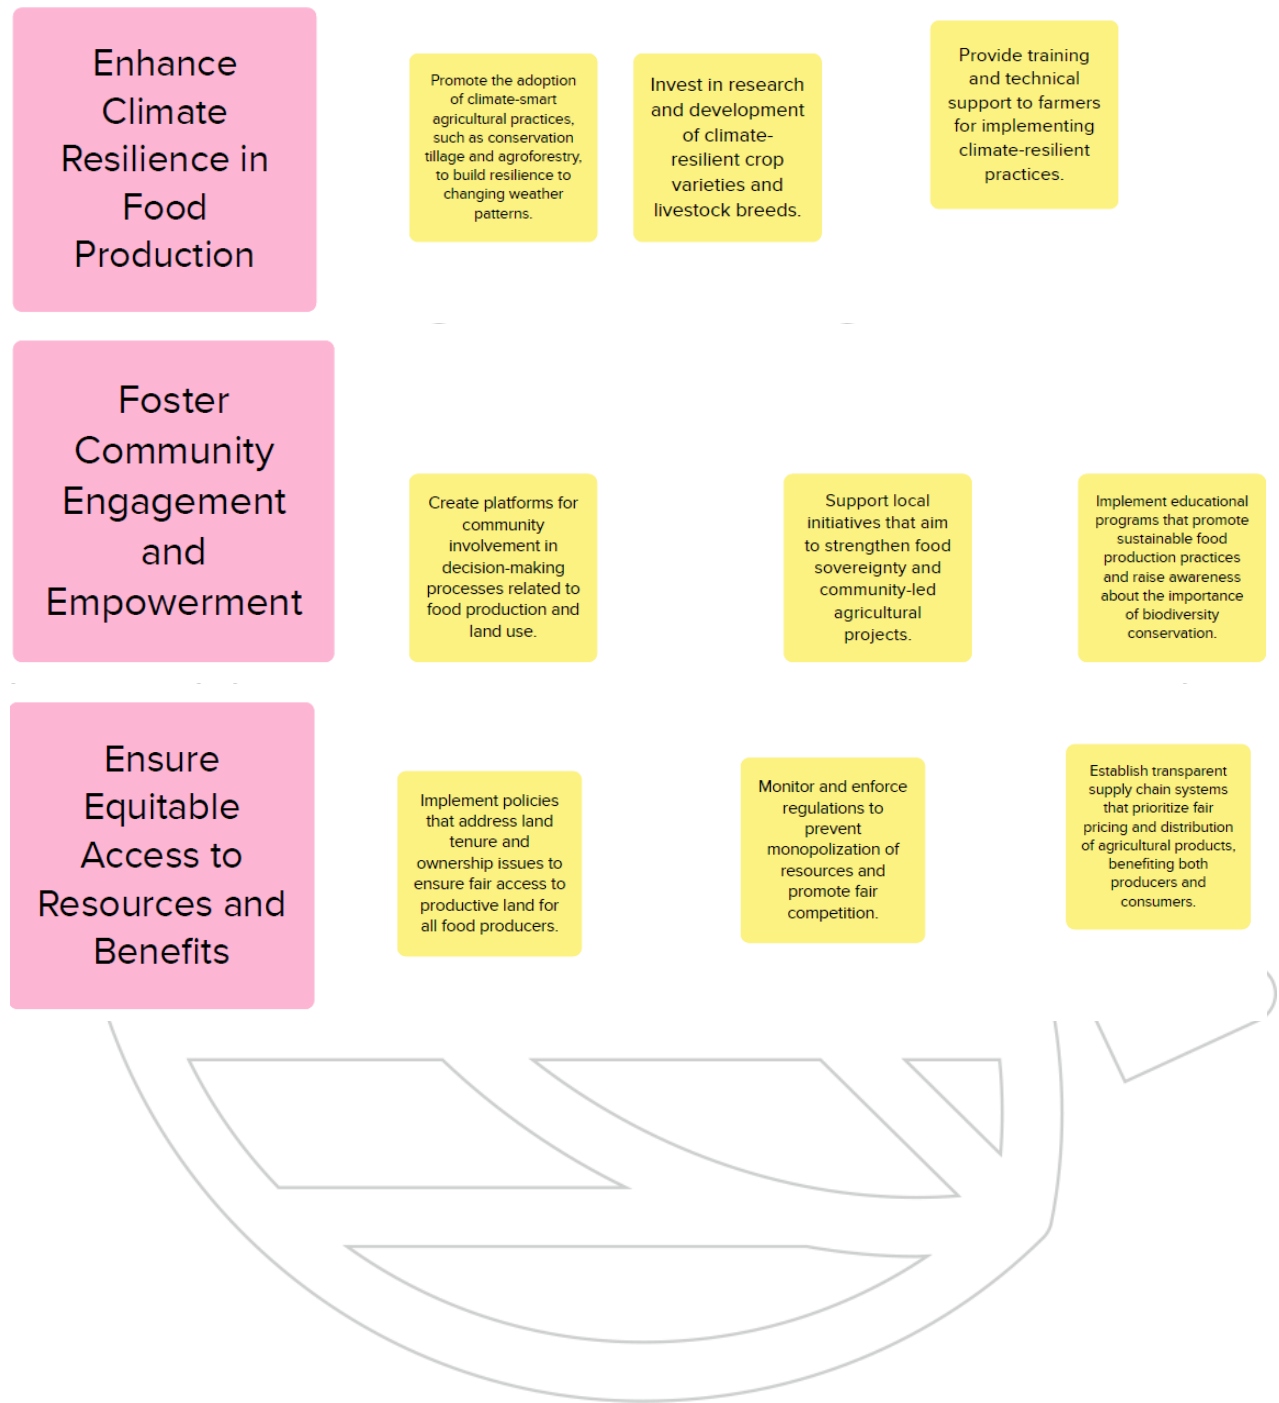 Enhance
Climate
Resilience in
Food
Production
Promote the adoption
of climate-smart
agricultural practices,
such as conservation
tillage and agroforestry,
to build resilience to
changing weather
patterns.
Invest in research
and development
of climate-
resilient crop
varieties and
livestock breeds.
Provide training
and technical
support to farmers
for implementing
climate-resilient
practices.
Foster
Community
Engagement
and
Empowerment
Create platforms for
community
involvement in
decision-making
processes related to
food production and
land use.
Support local
initiatives that aim
to strengthen food
sovereignty and
community-led
agricultural
projects.
Implement educational
programs that promote
sustainable food
production practices
and raise awareness
about the importance
of biodiversity
conservation.
Ensure
Equitable
Access to
Resources and
Benefits
Implement policies
that address land
tenure and
ownership issues to
ensure fair access to
productive land for
all food producers.
Monitor and enforce
regulations to
prevent
monopolization of
resources and
promote fair
competition.
Establish transparent
supply chain systems
that prioritize fair
pricing and distribution
of agricultural products,
benefiting both
producers and
consumers.